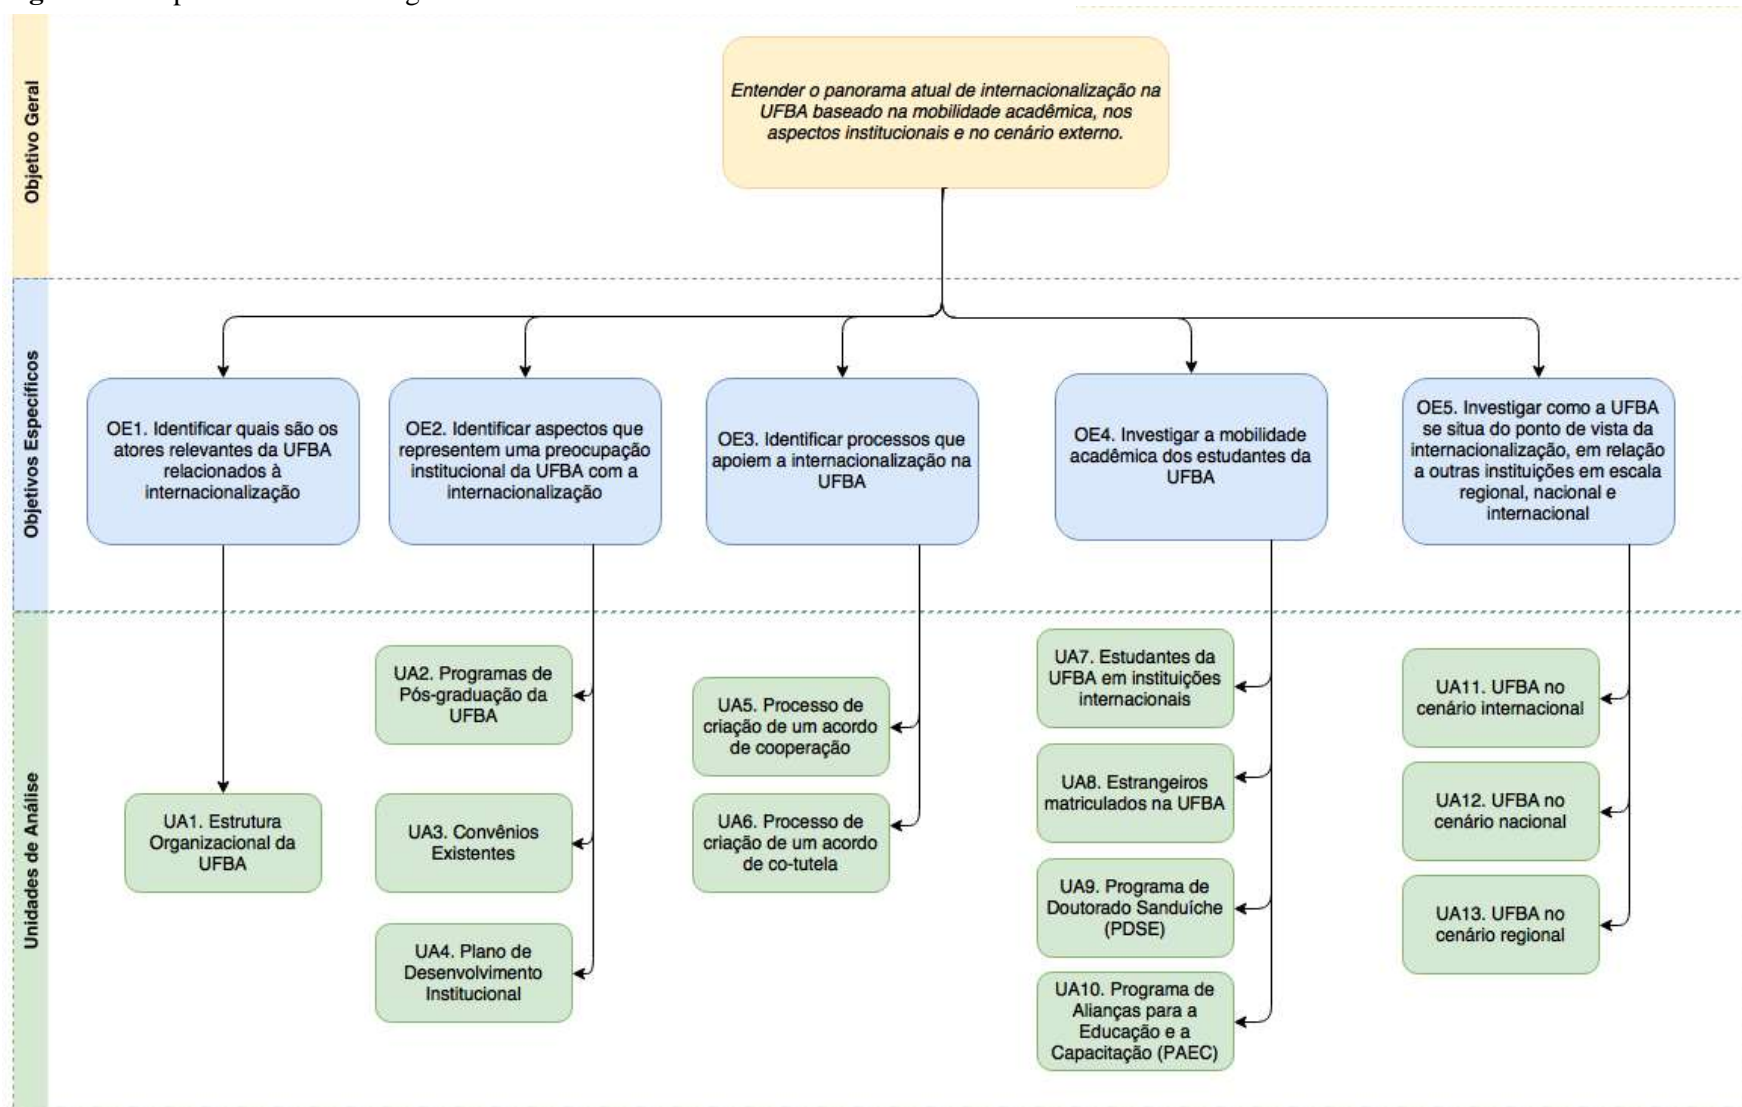 Objetivo Geral
Entender o panorama atual de internacionalização na
UFBA baseado na mobilidade acadêmica, nos
aspectos institucionais e no cenário externo.
Objetivos Específicos
OE1. Identificar quais são os
atores relevantes da UFBA
relacionados à
internacionalização
OE2. Identificar aspectos que
representem uma preocupação
institucional da UFBA com a
internacionalização
OE3. Identificar processos que
apoiem a internacionalização na
UFBA
OE4. Investigar a mobilidade
acadêmica dos estudantes da
UFBA
OE5. Investigar como a UFBA
se situa do ponto de vista da
internacionalização, em relação
a outras instituições em escala
regional, nacional e
internacional
Unidades de Análise
UA1. Estrutura
Organizacional da
UFBA
UA2. Programas de
Pós-graduação da
UFBA
UA3. Convênios
Existentes
UA4. Plano de
Desenvolvimento
Institucional
UA5. Processo de
criação de um acordo
de cooperação
UA6. Processo de
criação de um acordo
de co-tutela
UA7. Estudantes da
UFBA em instituições
internacionais
UA8. Estrangeiros
matriculados na UFBA
UA9. Programa de
Doutorado Sanduíche
(PDSE)
UA10. Programa de
Alianças para a
Educação e a
Capacitação (PAEC)
UA11. UFBA no
cenário internacional
UA12. UFBA no
cenário nacional
UA13. UFBA no
cenário regional